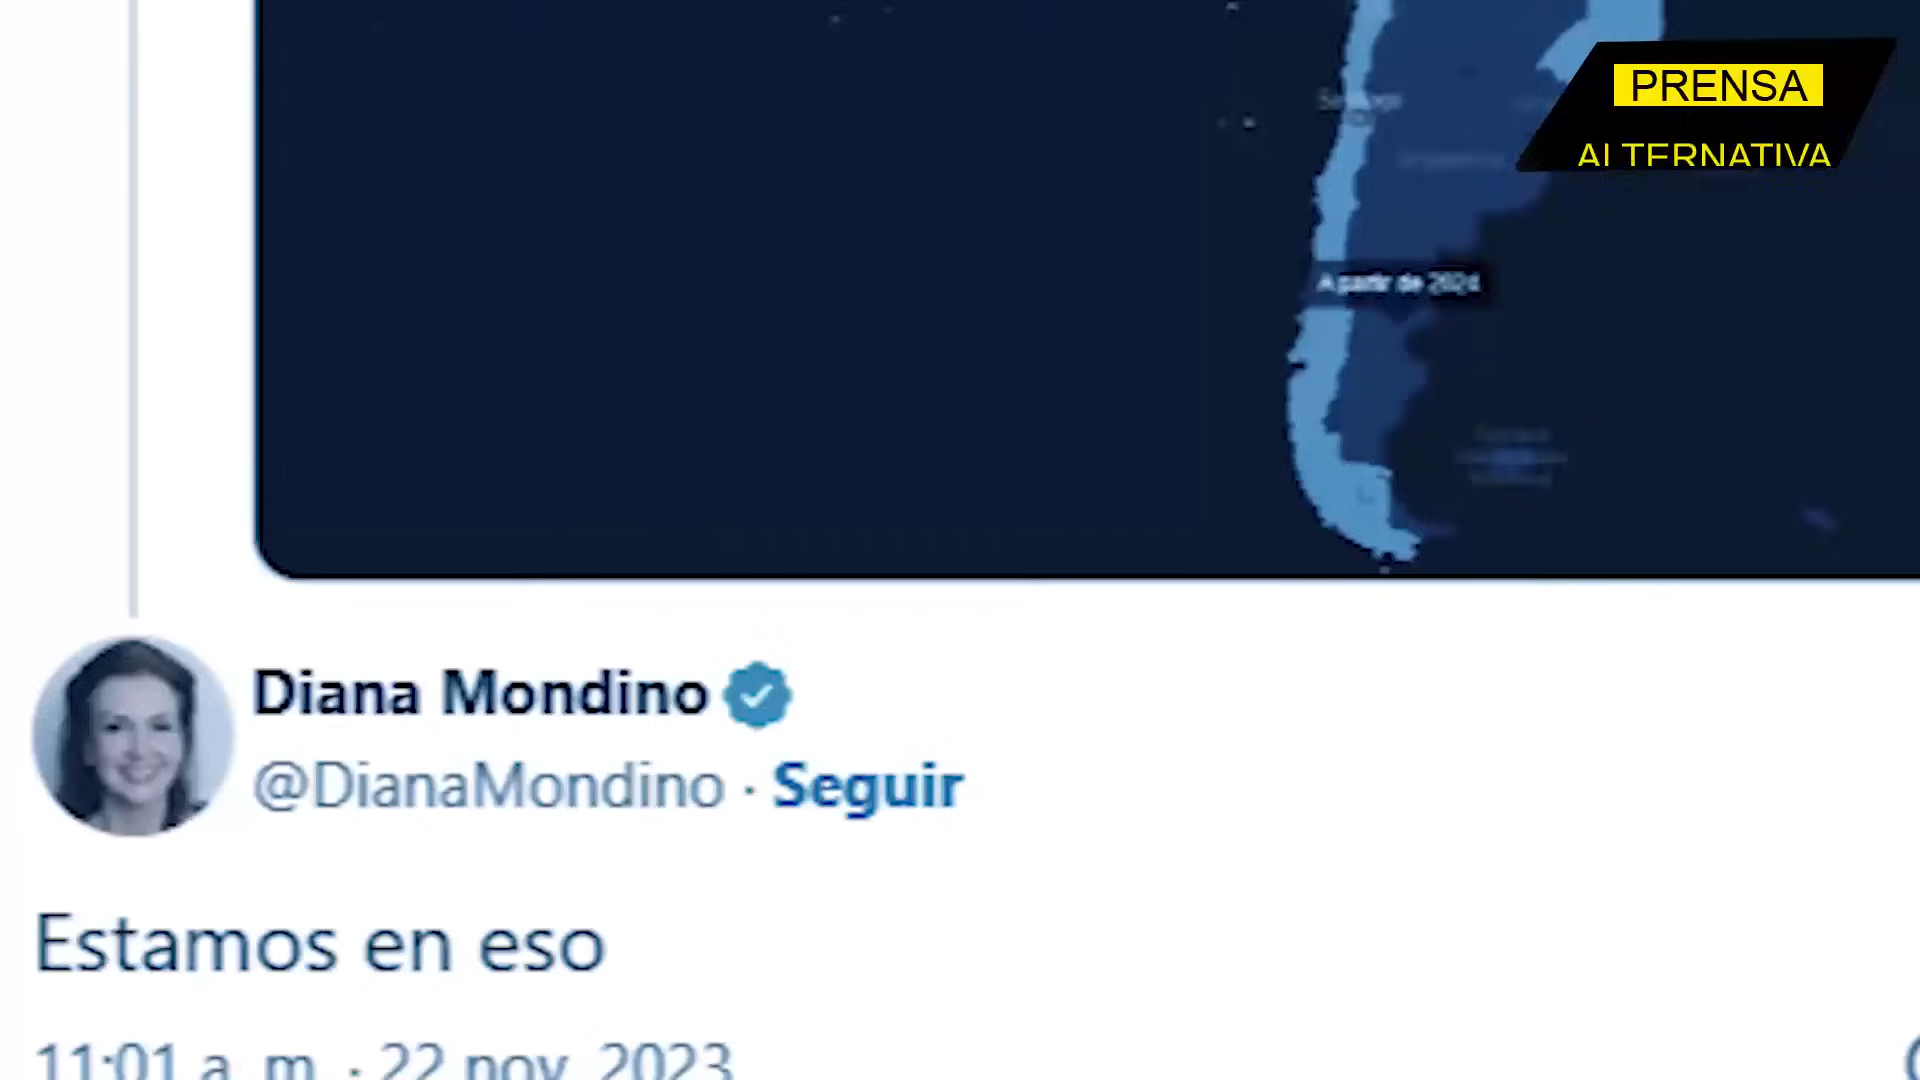 PRENSA
ALTERNATIVA
A partir de 2024
Diana Mondino
@DianaMondino · Seguir
Estamos en eso
11:01 a. m. · 22 nov. 2023